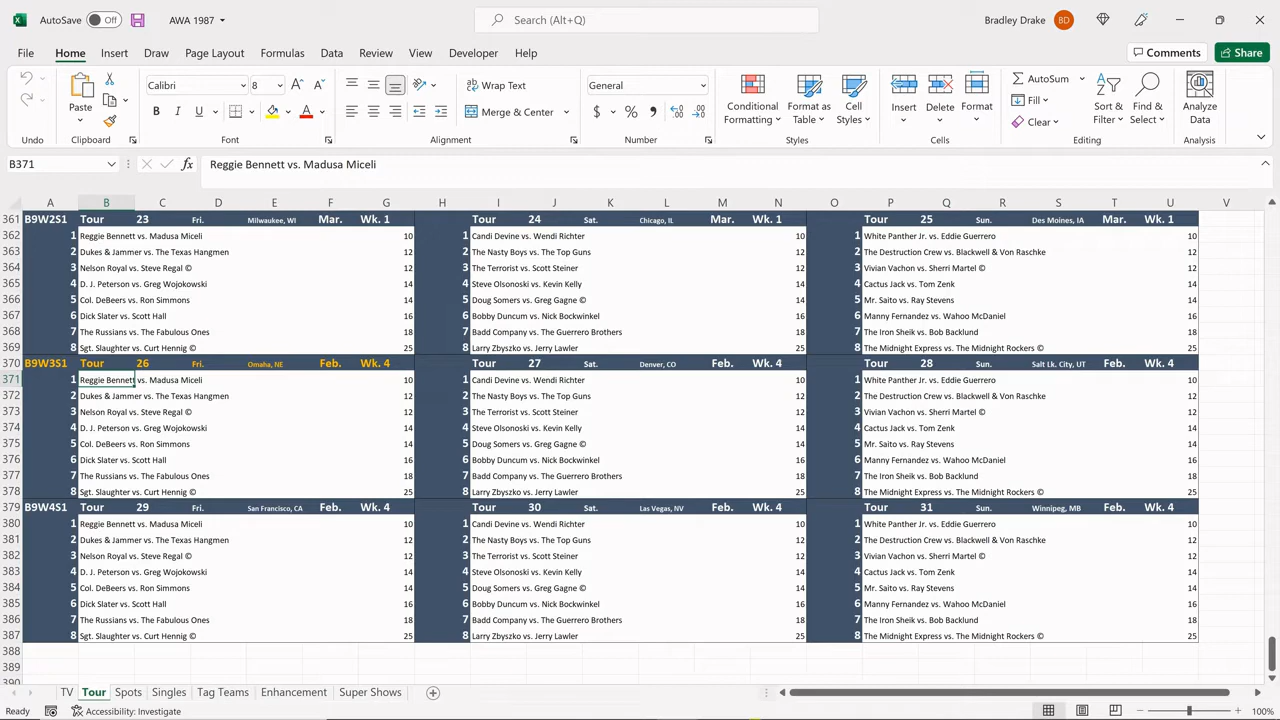 AutoSave Off AWA 1987 Search (Alt+Q) Bradley Drake BD
File Home Insert Draw Page Layout Formulas Data Review View Developer Help Comments Share
Paste Calibri 8 Wrap Text General Conditional Formatting Format as Table Cell Styles Insert Delete Format AutoSum Sort & Filter Find & Select Analyze Data
B I U Merge & Center $ % Fill Clear
Undo Clipboard Font Alignment Number Styles Cells Editing Analysis
B371 fx Reggie Bennett vs. Madusa Miceli
A B C D E F G H I J K L M N O P Q R S T U V
361 B9W2S1 Tour 23 Fri. Milwaukee, WI Mar. Wk. 1 Tour 24 Sat. Chicago, IL Mar. Wk. 1 Tour 25 Sun. Des Moines, IA Mar. Wk. 1
362 1 Reggie Bennett vs. Madusa Miceli 10 1 Candi Devine vs. Wendi Richter 10 1 White Panther Jr. vs. Eddie Guerrero 10
363 2 Dukes & Jammer vs. The Texas Hangmen 12 2 The Nasty Boys vs. The Top Guns 12 2 The Destruction Crew vs. Blackwell & Von Raschke 12
364 3 Nelson Royal vs. Steve Regal © 12 3 The Terrorist vs. Scott Steiner 12 3 Vivian Vachon vs. Sherri Martel © 12
365 4 D. J. Peterson vs. Greg Wojokowski 14 4 Steve Olsonoski vs. Kevin Kelly 14 4 Cactus Jack vs. Tom Zenk 14
366 5 Col. DeBeers vs. Ron Simmons 14 5 Doug Somers vs. Greg Gagne © 14 5 Mr. Saito vs. Ray Stevens 14
367 6 Dick Slater vs. Scott Hall 16 6 Bobby Duncum vs. Nick Bockwinkel 16 6 Manny Fernandez vs. Wahoo McDaniel 16
368 7 The Russians vs. The Fabulous Ones 18 7 Badd Company vs. The Guerrero Brothers 18 7 The Iron Sheik vs. Bob Backlund 18
369 8 Sgt. Slaughter vs. Curt Hennig © 25 8 Larry Zbyszko vs. Jerry Lawler 25 8 The Midnight Express vs. The Midnight Rockers © 25
370 B9W3S1 Tour 26 Fri. Omaha, NE Feb. Wk. 4 Tour 27 Sat. Denver, CO Feb. Wk. 4 Tour 28 Sun. Salt Lk. City, UT Feb. Wk. 4
371 1 Reggie Bennett vs. Madusa Miceli 10 1 Candi Devine vs. Wendi Richter 10 1 White Panther Jr. vs. Eddie Guerrero 10
372 2 Dukes & Jammer vs. The Texas Hangmen 12 2 The Nasty Boys vs. The Top Guns 12 2 The Destruction Crew vs. Blackwell & Von Raschke 12
373 3 Nelson Royal vs. Steve Regal © 12 3 The Terrorist vs. Scott Steiner 12 3 Vivian Vachon vs. Sherri Martel © 12
374 4 D. J. Peterson vs. Greg Wojokowski 14 4 Steve Olsonoski vs. Kevin Kelly 14 4 Cactus Jack vs. Tom Zenk 14
375 5 Col. DeBeers vs. Ron Simmons 14 5 Doug Somers vs. Greg Gagne © 14 5 Mr. Saito vs. Ray Stevens 14
376 6 Dick Slater vs. Scott Hall 16 6 Bobby Duncum vs. Nick Bockwinkel 16 6 Manny Fernandez vs. Wahoo McDaniel 16
377 7 The Russians vs. The Fabulous Ones 18 7 Badd Company vs. The Guerrero Brothers 18 7 The Iron Sheik vs. Bob Backlund 18
378 8 Sgt. Slaughter vs. Curt Hennig © 25 8 Larry Zbyszko vs. Jerry Lawler 25 8 The Midnight Express vs. The Midnight Rockers © 25
379 B9W4S1 Tour 29 Fri. San Francisco, CA Feb. Wk. 4 Tour 30 Sat. Las Vegas, NV Feb. Wk. 4 Tour 31 Sun. Winnipeg, MB Feb. Wk. 4
380 1 Reggie Bennett vs. Madusa Miceli 10 1 Candi Devine vs. Wendi Richter 10 1 White Panther Jr. vs. Eddie Guerrero 10
381 2 Dukes & Jammer vs. The Texas Hangmen 12 2 The Nasty Boys vs. The Top Guns 12 2 The Destruction Crew vs. Blackwell & Von Raschke 12
382 3 Nelson Royal vs. Steve Regal © 12 3 The Terrorist vs. Scott Steiner 12 3 Vivian Vachon vs. Sherri Martel © 12
383 4 D. J. Peterson vs. Greg Wojokowski 14 4 Steve Olsonoski vs. Kevin Kelly 14 4 Cactus Jack vs. Tom Zenk 14
384 5 Col. DeBeers vs. Ron Simmons 14 5 Doug Somers vs. Greg Gagne © 14 5 Mr. Saito vs. Ray Stevens 14
385 6 Dick Slater vs. Scott Hall 16 6 Bobby Duncum vs. Nick Bockwinkel 16 6 Manny Fernandez vs. Wahoo McDaniel 16
386 7 The Russians vs. The Fabulous Ones 18 7 Badd Company vs. The Guerrero Brothers 18 7 The Iron Sheik vs. Bob Backlund 18
387 8 Sgt. Slaughter vs. Curt Hennig © 25 8 Larry Zbyszko vs. Jerry Lawler 25 8 The Midnight Express vs. The Midnight Rockers © 25
388
389
390
TV Tour Spots Singles Tag Teams Enhancement Super Shows
Ready Accessibility: Investigate 100%